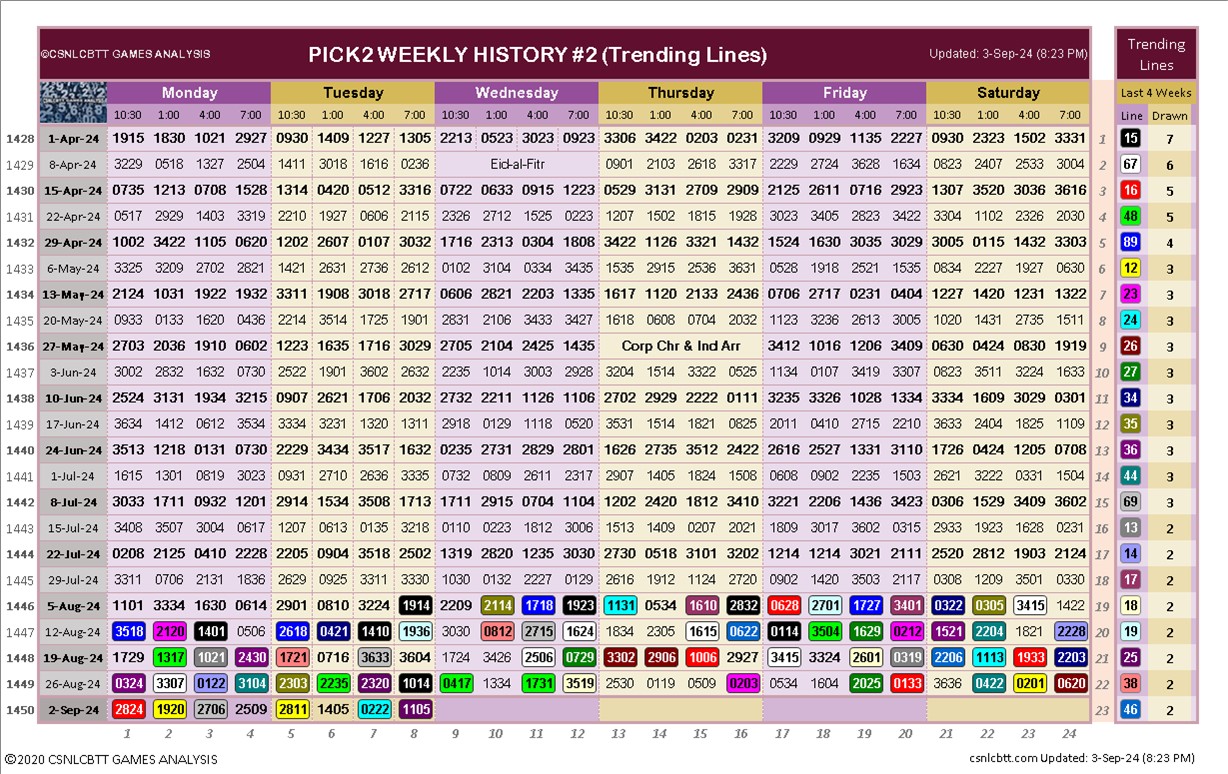 ©CSNLCBTT GAMES ANALYSIS PICK2 WEEKLY HISTORY #2 (Trending Lines) Updated: 3-Sep-24 (8:23 PM) Trending Lines
Monday Tuesday Wednesday Thursday Friday Saturday Last 4 Weeks
10:30 1:00 4:00 7:00 10:30 1:00 4:00 7:00 10:30 1:00 4:00 7:00 10:30 1:00 4:00 7:00 10:30 1:00 4:00 7:00 10:30 1:00 4:00 7:00 Line Drawn
1428 1-Apr-24 1915 1830 1021 2927 0930 1409 1227 1305 2213 0523 3023 0923 3306 3422 0203 0231 3209 0929 1135 2227 0930 2323 1502 3331 1 15 7
1429 8-Apr-24 3229 0518 1327 2504 1411 3018 1616 0236 Eid-al-Fitr 0901 2103 2618 3317 2229 2724 3628 1634 0823 2407 2533 3004 2 67 6
1430 15-Apr-24 0735 1213 0708 1528 1314 0420 0512 3316 0722 0633 0915 1223 0529 3131 2709 2909 2125 2611 0716 2923 1307 3520 3036 3616 3 16 5
1431 22-Apr-24 0517 2929 1403 3319 2210 1927 0606 2115 2326 2712 1525 0223 1207 1502 1815 1928 3023 3405 2823 3422 3304 1102 2326 2030 4 48 5
1432 29-Apr-24 1002 3422 1105 0620 1202 2607 0107 3032 1716 2313 0304 1808 3422 1126 3321 1432 1524 1630 3035 3029 3005 0115 1432 3303 5 89 4
1433 6-May-24 3325 3209 2702 2821 1421 2631 2736 2614 0102 3104 0334 3435 1535 2915 2536 3631 0528 1918 2121 1535 0834 2227 1927 0630 6 12 3
1434 13-May-24 2124 1031 1922 1932 3311 1908 3018 2717 0606 2821 2203 1335 1617 1120 2133 2436 0706 2717 0231 0404 1227 1420 1231 1322 7 23 3
1435 20-May-24 0933 0133 1620 0436 2214 3514 1725 1901 2831 2106 3433 3427 1618 0608 0704 2032 1123 3236 2613 3005 1020 1431 2735 1511 8 24 3
1436 27-May-24 2703 2036 1910 0602 1223 1635 1716 3023 2705 2104 2425 1435 Corp Chr & Ind Arr 3412 1016 1206 3409 0630 0424 0830 1919 9 26 3
1437 3-Jun-24 3002 2832 1632 0730 2522 1901 3602 2632 2235 1014 3003 2928 3204 1514 3322 0525 1134 0107 3419 3307 0823 3511 3224 1633 10 27 3
1438 10-Jun-24 2524 3131 1934 3215 0907 2621 1706 2032 2732 2211 1126 1106 2702 2929 2222 0111 3235 3326 1028 1334 3334 1609 3029 0301 11 34 3
1439 17-Jun-24 3634 1412 0612 3534 3334 3231 1320 1311 2918 0129 1118 0520 3531 1514 1821 0825 2011 0410 2715 2210 3633 2404 1825 1109 12 35 3
1440 24-Jun-24 3513 1218 0131 0730 2229 3434 3517 1632 0235 2731 2829 2801 1626 2735 3512 2422 2616 2527 1331 3110 1726 0424 1205 0708 13 36 3
1441 1-Jul-24 1615 1301 0819 3023 0931 2710 2636 3335 0732 0809 2611 2317 2907 1405 1824 1508 0608 0902 2235 1503 2621 3222 0331 1504 14 44 3
1442 8-Jul-24 3033 1711 0932 1201 2914 1534 3508 1713 1711 2915 0704 1104 1202 2420 1812 3410 3221 2206 1436 3423 0306 1529 3409 3602 15 69 3
1443 15-Jul-24 3408 3507 3004 0617 1207 0613 0135 3218 0110 0223 1812 3006 1513 1409 0207 2021 1809 3017 3602 0315 2933 1923 1628 0231 16 13 2
1444 22-Jul-24 0208 2125 0410 2228 2205 0904 3518 2502 1319 2820 1235 3030 2730 0518 3101 3202 1214 1214 3021 2111 2520 2812 1903 2124 17 14 2
1445 29-Jul-24 3311 0706 2131 1836 2629 0925 3311 3330 1030 0132 2227 0129 2616 1912 1124 2720 0902 1420 3503 2117 0308 1209 3501 0330 18 17 2
1446 5-Aug-24 1101 3334 1630 0614 2901 0810 3224 1914 2209 2114 1718 1923 1131 0534 1610 2832 0628 2701 1727 3401 0322 0305 3415 1422 19 18 2
1447 12-Aug-24 3518 2120 1401 0506 2618 0421 1410 1936 3030 0812 2715 1624 1834 2305 1615 0622 0114 3504 1629 0212 1521 2204 1821 2228 20 19 2
1448 19-Aug-24 1729 1317 1021 2430 1721 0716 3633 3604 1724 3426 2506 0729 3302 2906 1006 2927 3415 3324 2601 0319 2206 1113 1933 2203 21 25 2
1449 26-Aug-24 0324 3307 0122 3104 2303 2235 2320 1014 0417 1334 1731 3519 2530 0119 0509 0203 0534 1604 2025 0133 3636 0422 0201 0620 22 38 2
1450 2-Sep-24 2824 1920 2706 2509 2811 1405 0222 1105 23 46 2
1 2 3 4 5 6 7 8 9 10 11 12 13 14 15 16 17 18 19 20 21 22 23 24
©2020 CSNLCBTT GAMES ANALYSIS csnlcbtt.com Updated: 3-Sep-24 (8:23 PM)